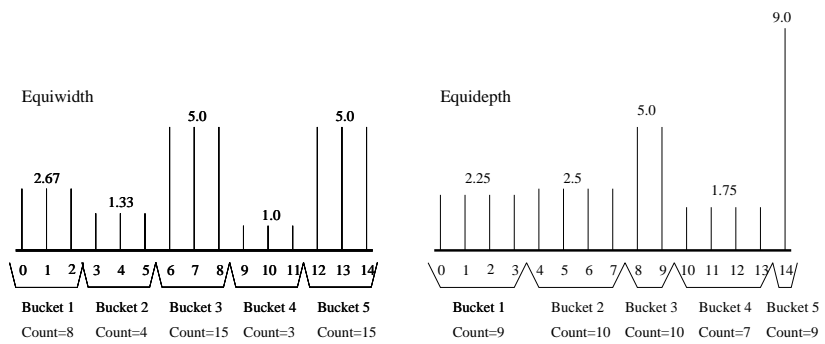 9.0
Equiwidth
Equidepth
5.0 5.0 5.0
2.67 2.25 2.5
1.33 1.75
1.0
0 1 2 3 4 5 6 7 8 9 10 11 12 13 14 0 1 2 3 4 5 6 7 8 9 10 11 12 13 14
Bucket 1 Bucket 2 Bucket 3 Bucket 4 Bucket 5 Bucket 1 Bucket 2 Bucket 3 Bucket 4 Bucket 5
Count=8 Count=4 Count=15 Count=3 Count=15 Count=9 Count=10 Count=10 Count=7 Count=9